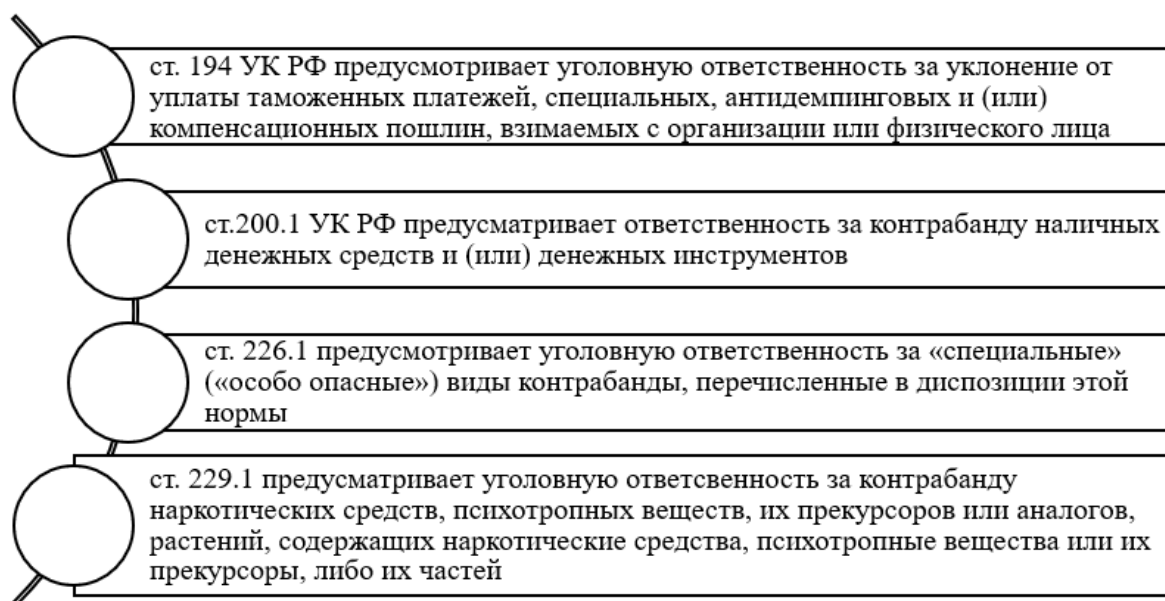 ст. 194 УК РФ предусмотривает уголовную ответственность за уклонение от
уплаты таможенных платежей, специальных, антидемпинговых и (или)
компенсационных пошлин, взимаемых с организации или физического лица
ст.200.1 УК РФ предусматривает ответственность за контрабанду наличных
денежных средств и (или) денежных инструментов
ст. 226.1 предусмотривает уголовную ответственность за «специальные»
(«особо опасные») виды контрабанды, перечисленные в диспозиции этой
нормы
ст. 229.1 предусматривает уголовную ответсвенность за контрабанду
наркотических средств, психотропных веществ, их прекурсоров или аналогов,
растений, содержащих наркотические средства, психотропные вещества или их
прекурсоры, либо их частей